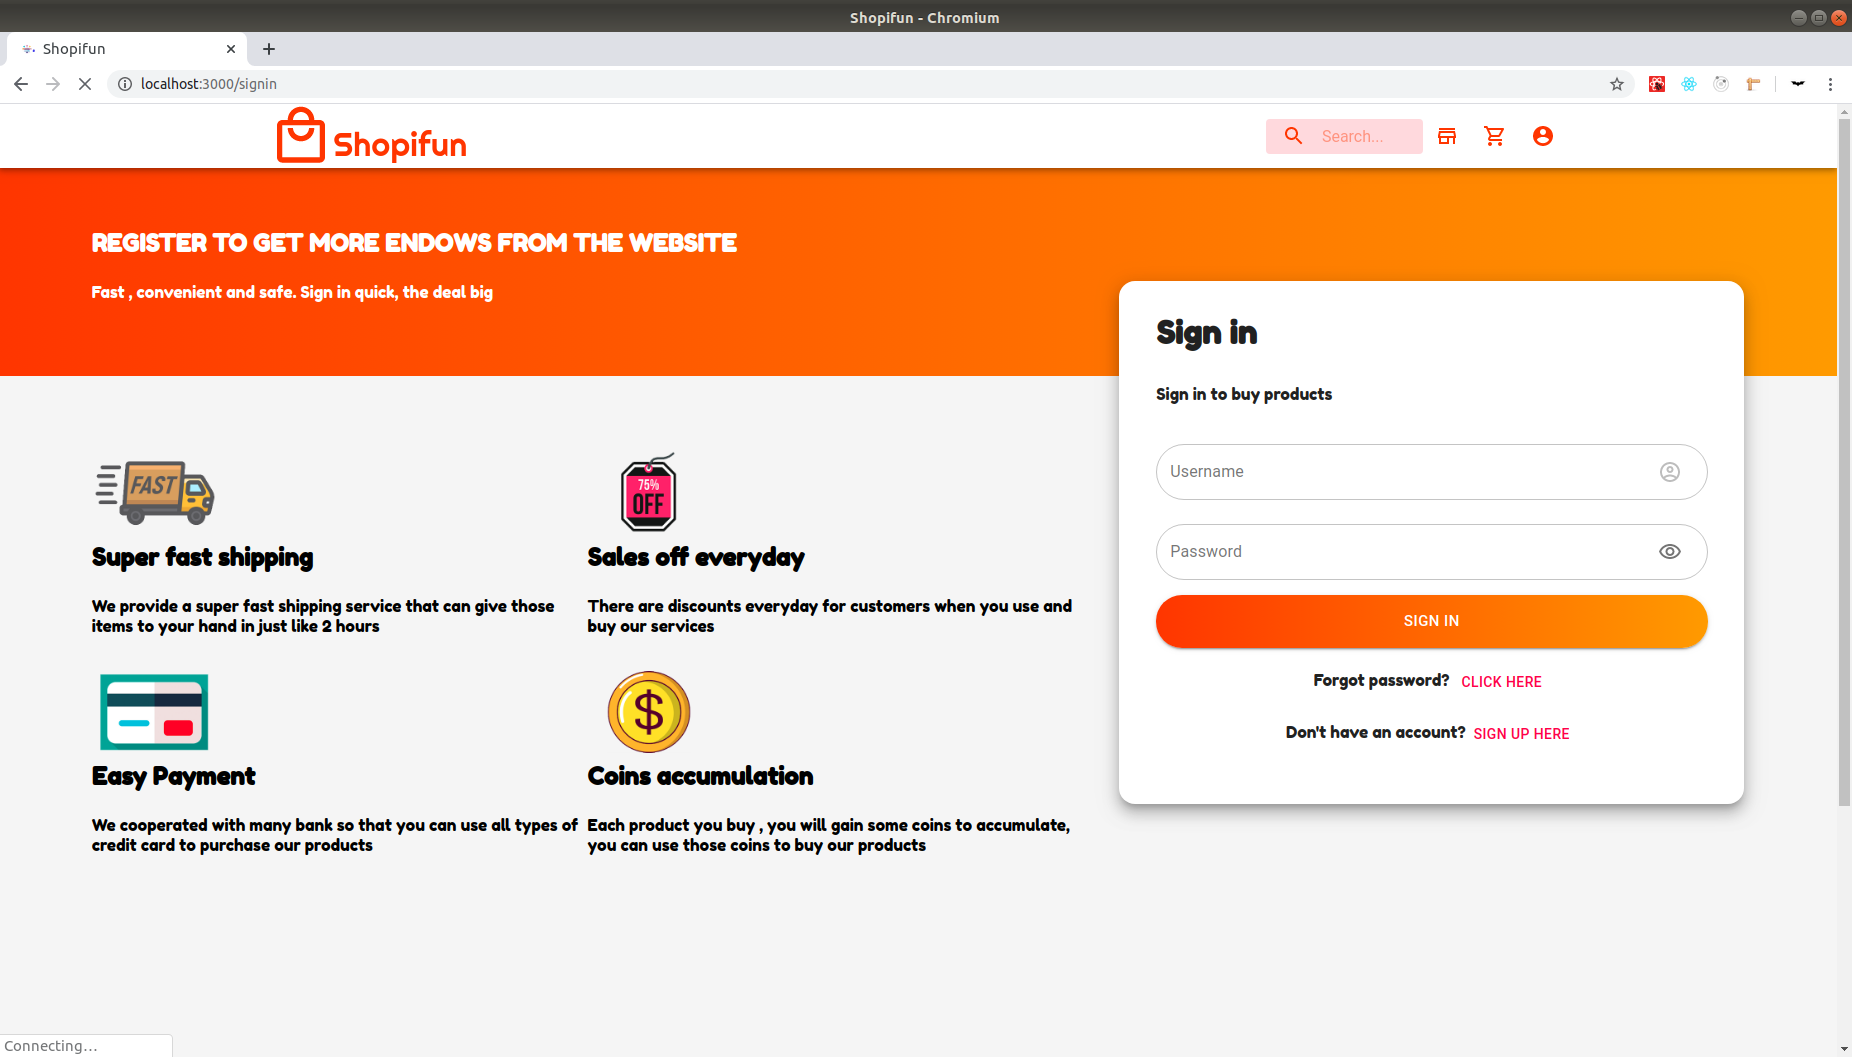 Shopifun - Chromium
Shopifun
localhost:3000/signin
Shopifun
Search...
REGISTER TO GET MORE ENDOWS FROM THE WEBSITE
Fast , convenient and safe. Sign in quick, the deal big
Sign in
Sign in to buy products
Username
Password
SIGN IN
Forgot password? CLICK HERE
Don't have an account? SIGN UP HERE
FAST
Super fast shipping
We provide a super fast shipping service that can give those
items to your hand in just like 2 hours
75%
OFF
Sales off everyday
There are discounts everyday for customers when you use and
buy our services
Easy Payment
We cooperated with many bank so that you can use all types of
credit card to purchase our products
$
Coins accumulation
Each product you buy , you will gain some coins to accumulate,
you can use those coins to buy our products
Connecting...